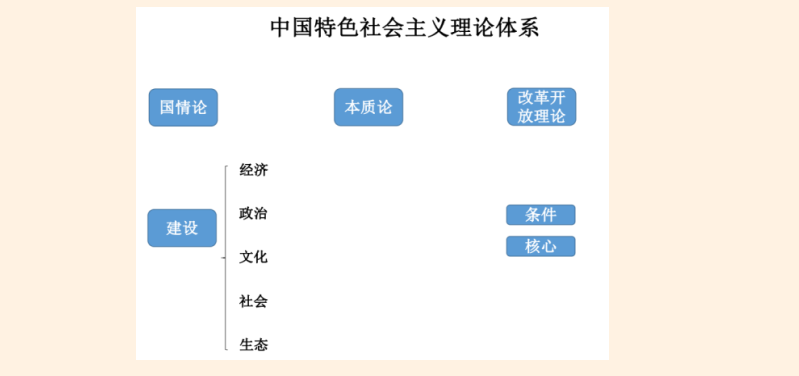 中国特色社会主义理论体系
国情论
本质论
改革开
放理论
经济
政治
建设
文化
社会
生态
条件
核心